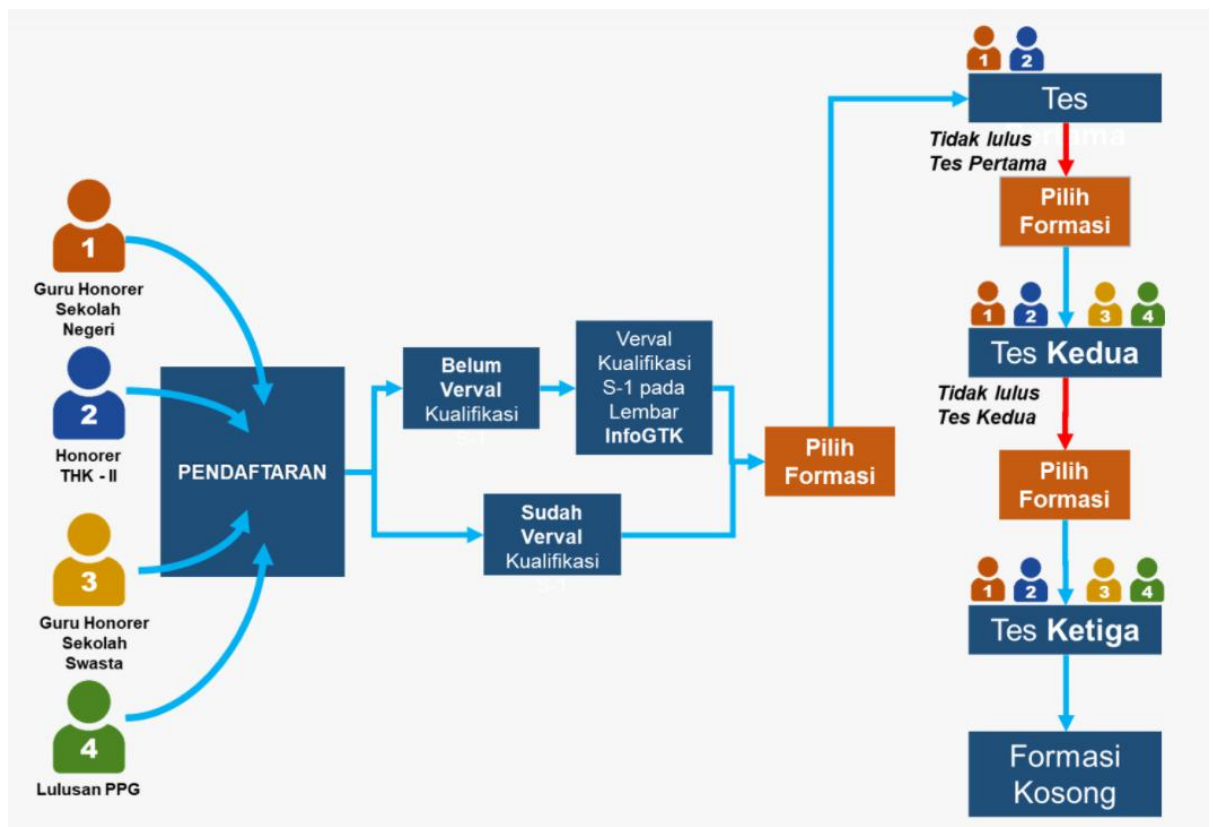 1
Guru Honorer
Sekolah
Negeri
2
Honorer
THK - II
3
Guru Honorer
Sekolah
Swasta
4
Lulusan PPG
PENDAFTARAN
Belum
Verval
Kualifikasi
S-1
Verval
Kualifikasi
S-1 pada
Lembar
InfoGTK
Sudah
Verval
Kualifikasi
S-1
Pilih
Formasi
1 2
Tes
Tidak lulus
Tes Pertama
Pilih
Formasi
1 2 3 4
Tes Kedua
Tidak lulus
Tes Kedua
Pilih
Formasi
1 2 3 4
Tes Ketiga
Formasi
Kosong